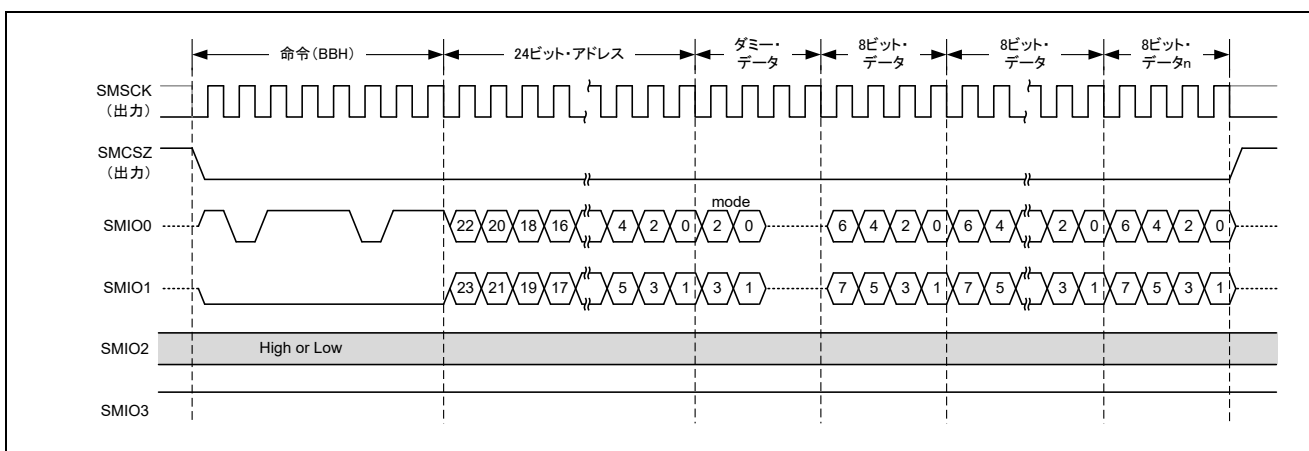 命令(BBH) 24ビット・アドレス ダミー・データ 8ビット・データ 8ビット・データ 8ビット・データn
SMSCK
(出力)
SMCSZ
(出力)
mode
SMIO0 22 20 18 16 4 2 0 2 0 6 4 2 0 6 4 2 0 6 4 2 0
SMIO1 23 21 19 17 5 3 1 3 1 7 5 3 1 7 5 3 1 7 5 3 1
SMIO2 High or Low
SMIO3